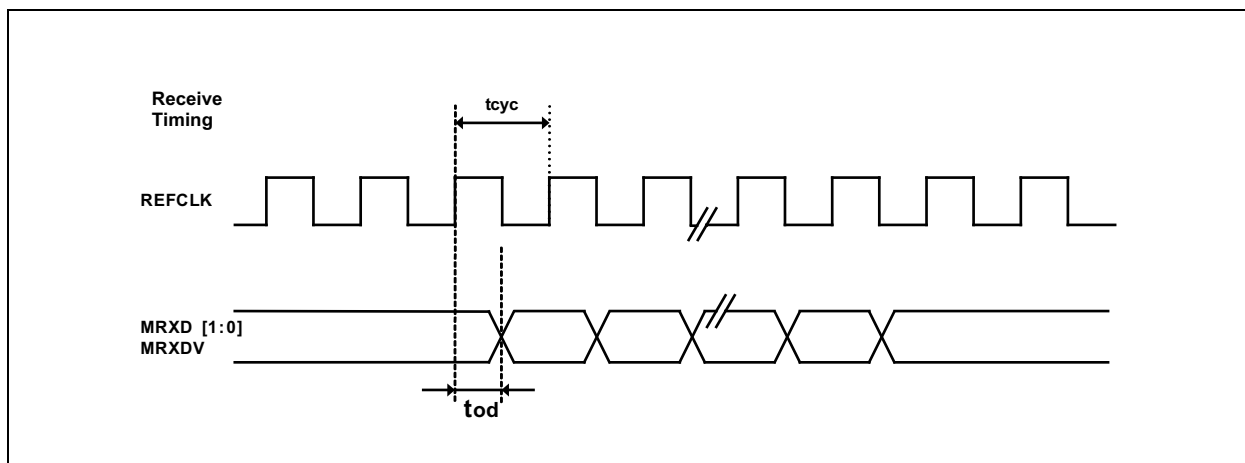 Receive
Timing
tcyc
REFCLK
MRXD [1:0]
MRXDV
tod